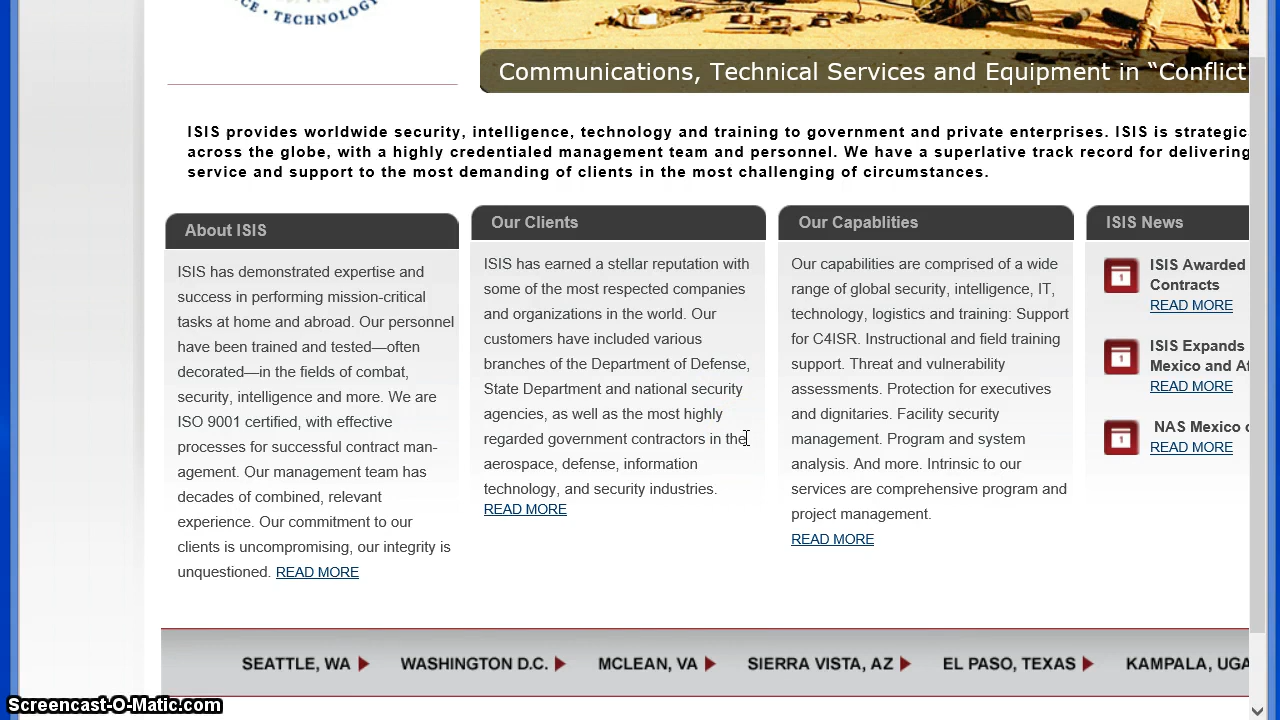 CE • TECHNOLOGY
Communications, Technical Services and Equipment in “Conflict
ISIS provides worldwide security, intelligence, technology and training to government and private enterprises. ISIS is strategic
across the globe, with a highly credentialed management team and personnel. We have a superlative track record for delivering
service and support to the most demanding of clients in the most challenging of circumstances.
About ISIS
ISIS has demonstrated expertise and
success in performing mission-critical
tasks at home and abroad. Our personnel
have been trained and tested—often
decorated—in the fields of combat,
security, intelligence and more. We are
ISO 9001 certified, with effective
processes for successful contract man-
agement. Our management team has
decades of combined, relevant
experience. Our commitment to our
clients is uncompromising, our integrity is
unquestioned. READ MORE
Our Clients
ISIS has earned a stellar reputation with
some of the most respected companies
and organizations in the world. Our
customers have included various
branches of the Department of Defense,
State Department and national security
agencies, as well as the most highly
regarded government contractors in the
aerospace, defense, information
technology, and security industries.
READ MORE
Our Capablities
Our capabilities are comprised of a wide
range of global security, intelligence, IT,
technology, logistics and training: Support
for C4ISR. Instructional and field training
support. Threat and vulnerability
assessments. Protection for executives
and dignitaries. Facility security
management. Program and system
analysis. And more. Intrinsic to our
services are comprehensive program and
project management.
READ MORE
ISIS News
1
ISIS Awarded
Contracts
READ MORE
1
ISIS Expands
Mexico and Af
READ MORE
1
NAS Mexico
READ MORE
SEATTLE, WA WASHINGTON D.C. MCLEAN, VA SIERRA VISTA, AZ EL PASO, TEXAS KAMPALA, UGA
Screencast-O-Matic.com